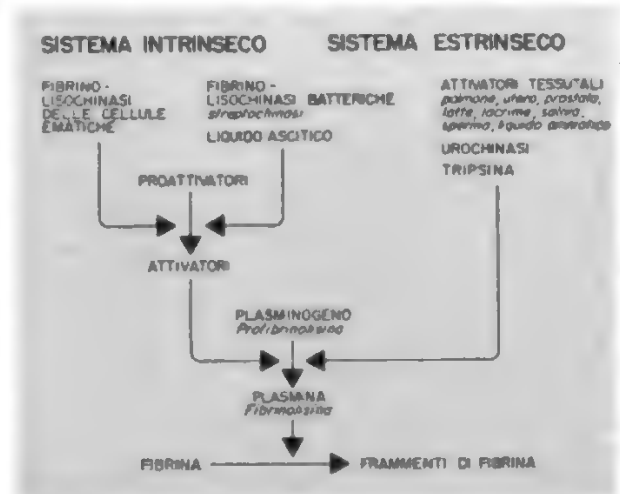 SISTEMA INTRINSECO
SISTEMA ESTRINSECO
FIBRINO-
LISOCHINASI
DELLE CELLULE
EMATICHE
FIBRINO-
LISOCHINASI BATTERICHE
streptochinasi
LIQUIDO ASCITICO
ATTIVATORI TESSUTALI
polmone, utero, prostata,
latte, lacrime, saliva,
sperma, liquido amniotico
UROCHINASI
TRIPSINA
PROATTIVATORI
ATTIVATORI
PLASMINOGENO
Profibrinolisina
PLASMINA
Fibrinolisina
FIBRINA
FRAMMENTI DI FIBRINA